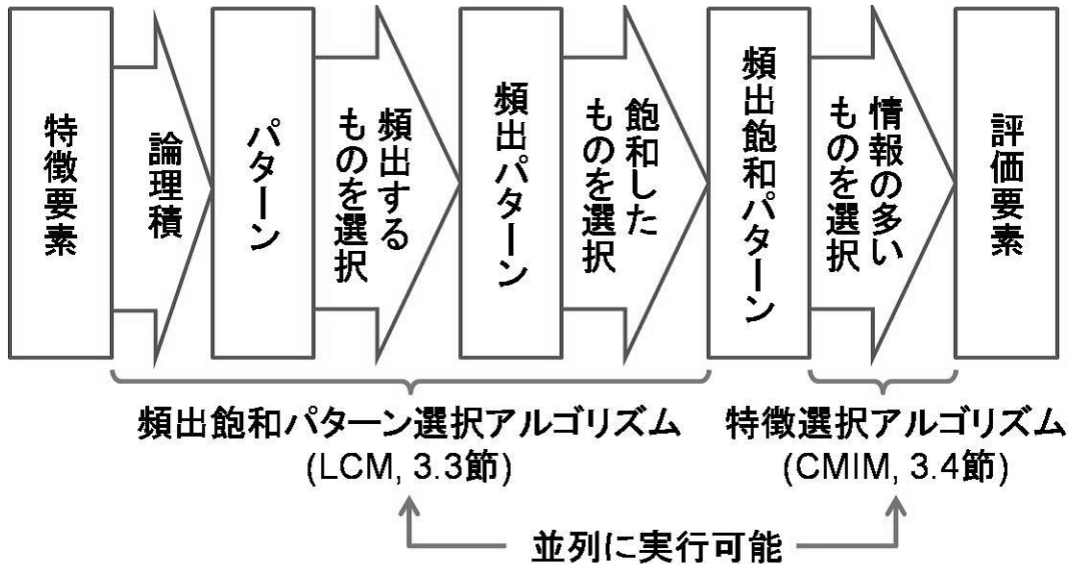 特徴要素
論理積
パターン
頻出する
ものを選択
頻出パターン
飽和した
ものを選択
頻出飽和パターン
情報の多い
ものを選択
評価要素
頻出飽和パターン選択アルゴリズム
(LCM, 3.3節)
特徴選択アルゴリズム
(CMIM, 3.4節)
並列に実行可能